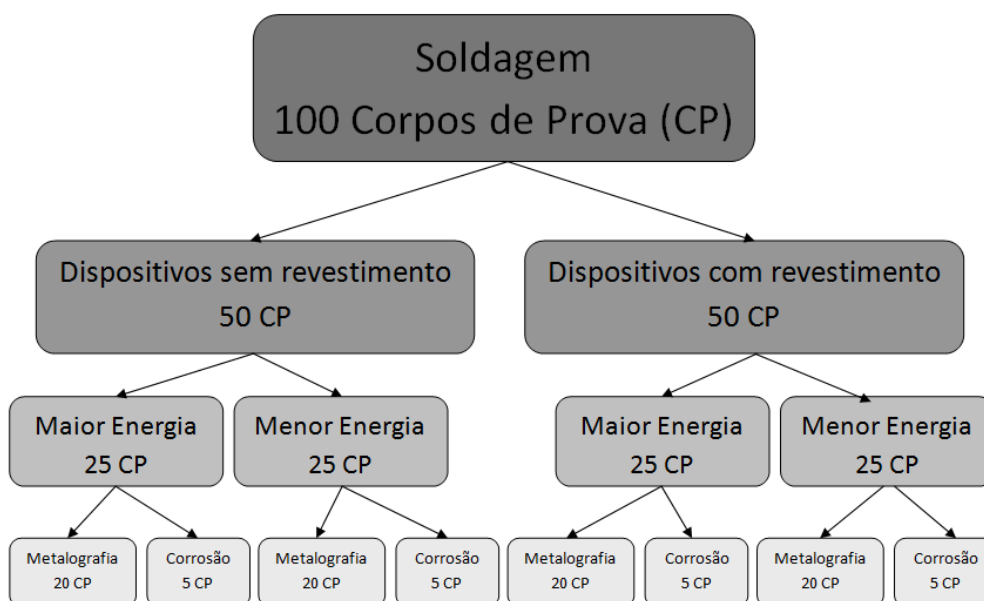 Soldagem
100 Corpos de Prova (CP)
Dispositivos sem revestimento
50 CP
Dispositivos com revestimento
50 CP
Maior Energia
25 CP
Menor Energia
25 CP
Maior Energia
25 CP
Menor Energia
25 CP
Metalografia
20 CP
Corrosão
5 CP
Metalografia
20 CP
Corrosão
5 CP
Metalografia
20 CP
Corrosão
5 CP
Metalografia
20 CP
Corrosão
5 CP